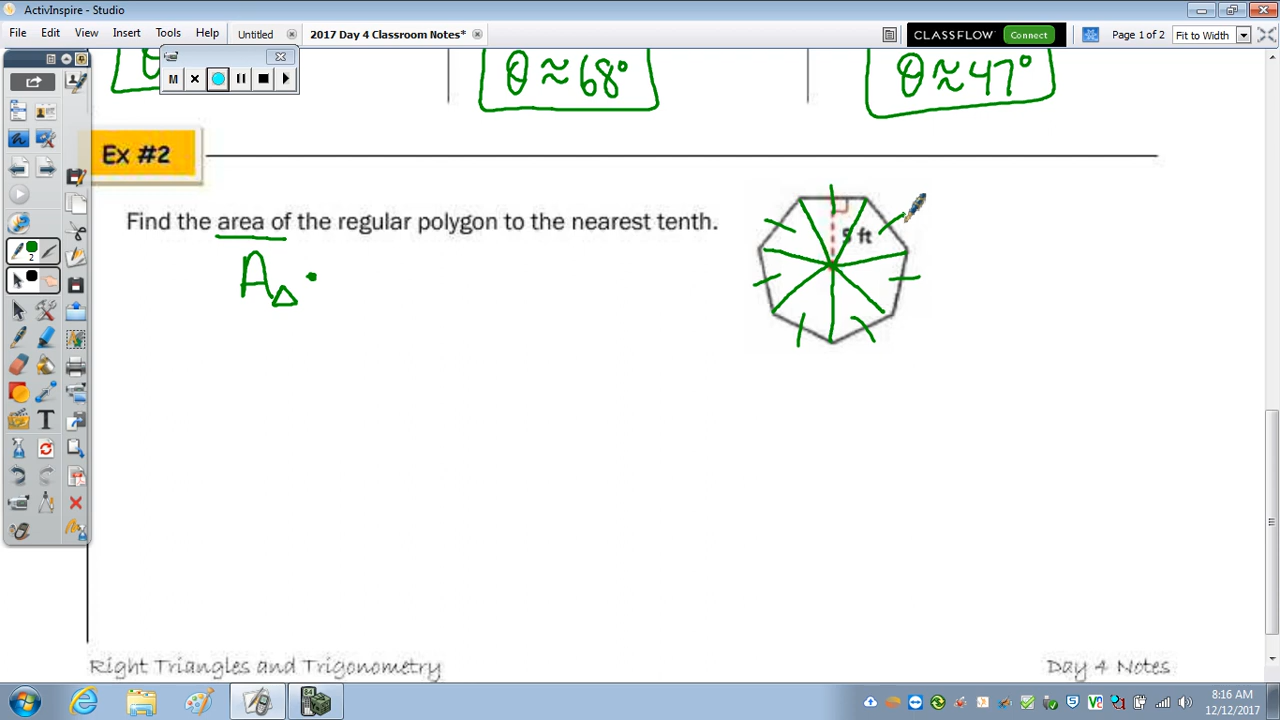 ActivInspire - Studio
File Edit View Insert Tools Help Untitled 2017 Day 4 Classroom Notes* CLASSFLOW Connect Page 1 of 2 Fit to Width
M
θ ≈ 68° θ ≈ 47°
Ex #2
Find the area of the regular polygon to the nearest tenth.
5 ft
A△ ·
2
T
Right Triangles and Trigonometry Day 4 Notes
8:16 AM
12/12/2017